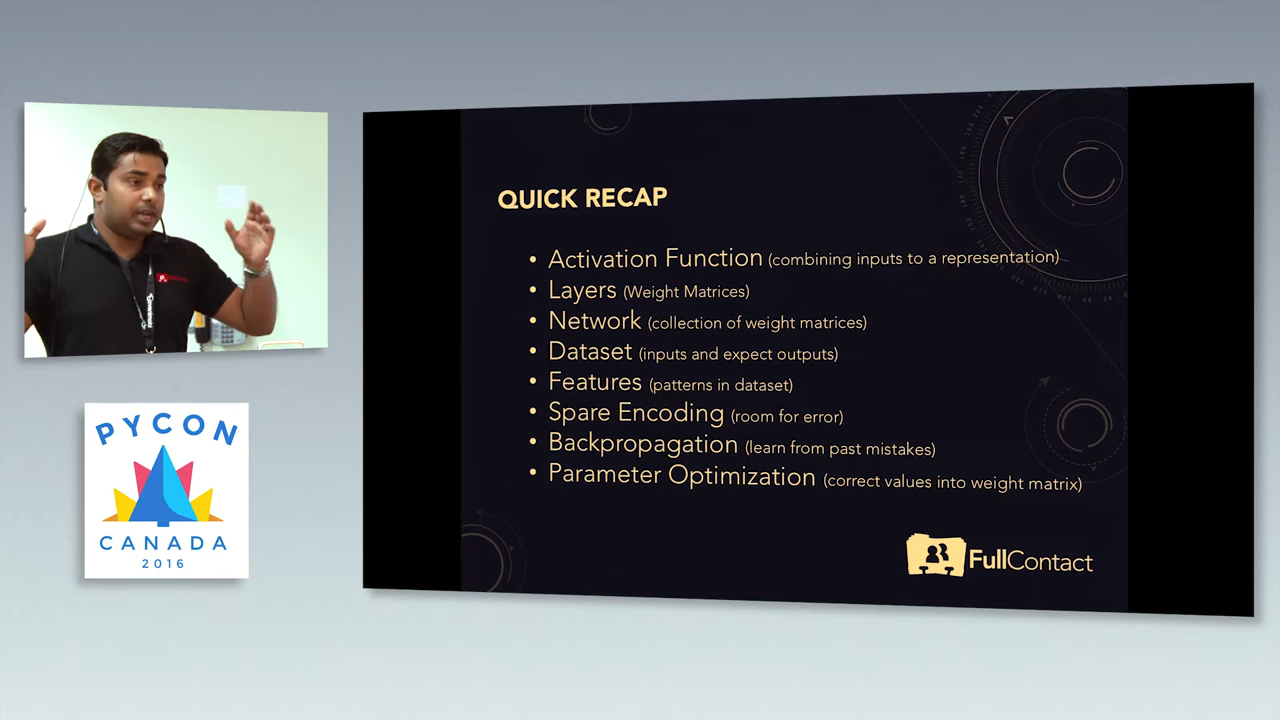 QUICK RECAP
• Activation Function (combining inputs to a representation)
• Layers (Weight Matrices)
• Network (collection of weight matrices)
• Dataset (inputs and expect outputs)
• Features (patterns in dataset)
• Spare Encoding (room for error)
• Backpropagation (learn from past mistakes)
• Parameter Optimization (correct values into weight matrix)
FullContact
PYCON
CANADA
2016